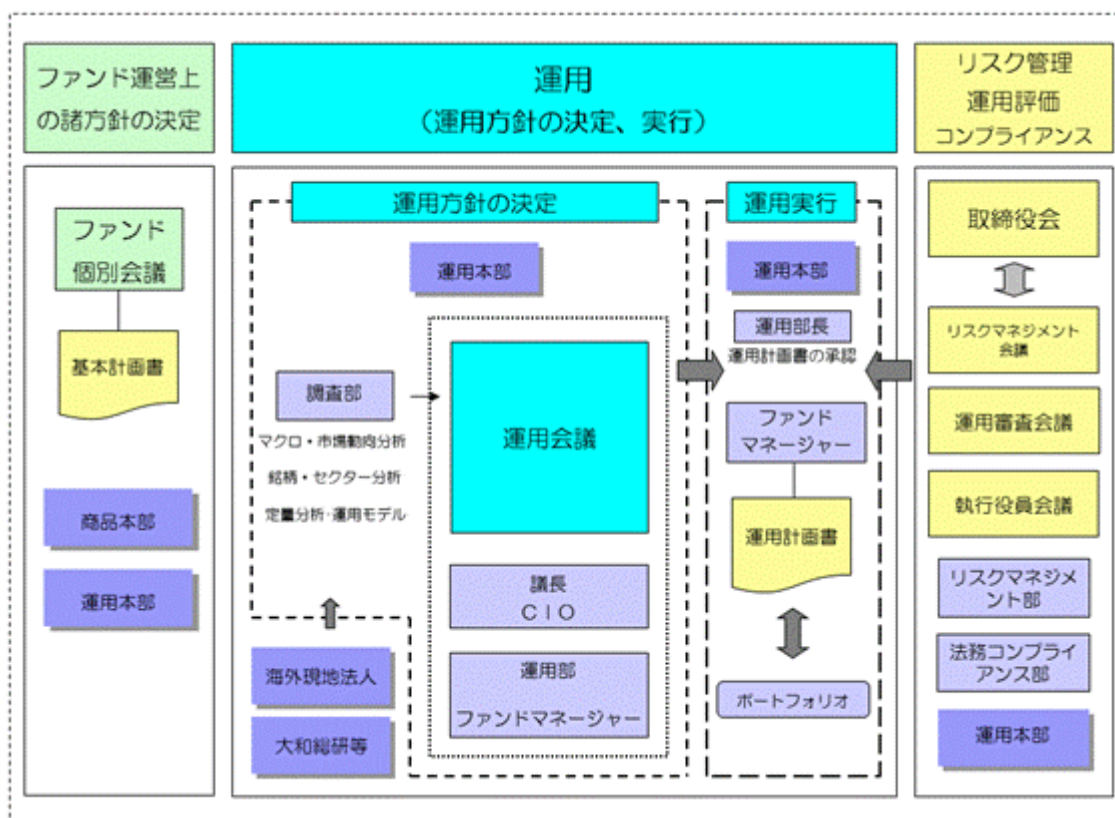 ファンド運営上
の諸方針の決定
運用
（運用方針の決定、実行）
リスク管理
運用評価
コンプライアンス
ファンド
個別会議
基本計画書
商品本部
運用本部
運用方針の決定
運用本部
調査部
マクロ・市場動向分析
銘柄・セクター分析
定量分析・運用モデル
運用会議
議長
ＣＩＯ
運用部
ファンドマネージャー
海外現地法人
大和総研等
運用実行
運用本部
運用部長
運用計画書の承認
ファンド
マネージャー
運用計画書
ポートフォリオ
取締役会
リスクマネジメント
会議
運用審査会議
執行役員会議
リスクマネジメ
ント部
法務コンプライ
アンス部
運用本部